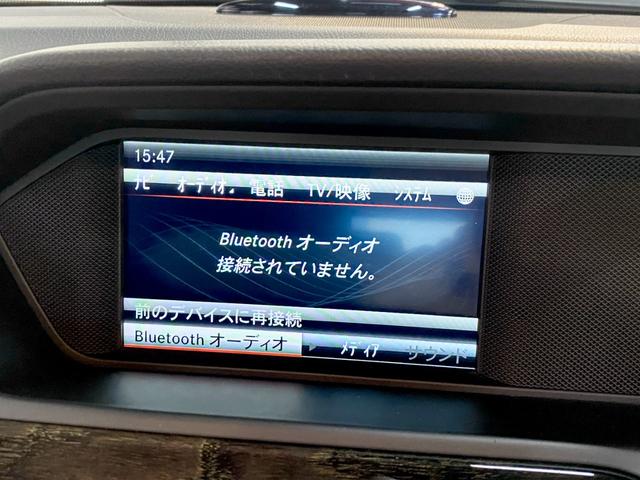 15:47
ナビ オーディオ 電話 TV/映像 システム
Bluetooth オーディオ
接続されていません。
前のデバイスに再接続
Bluetooth オーディオ メディア サウンド